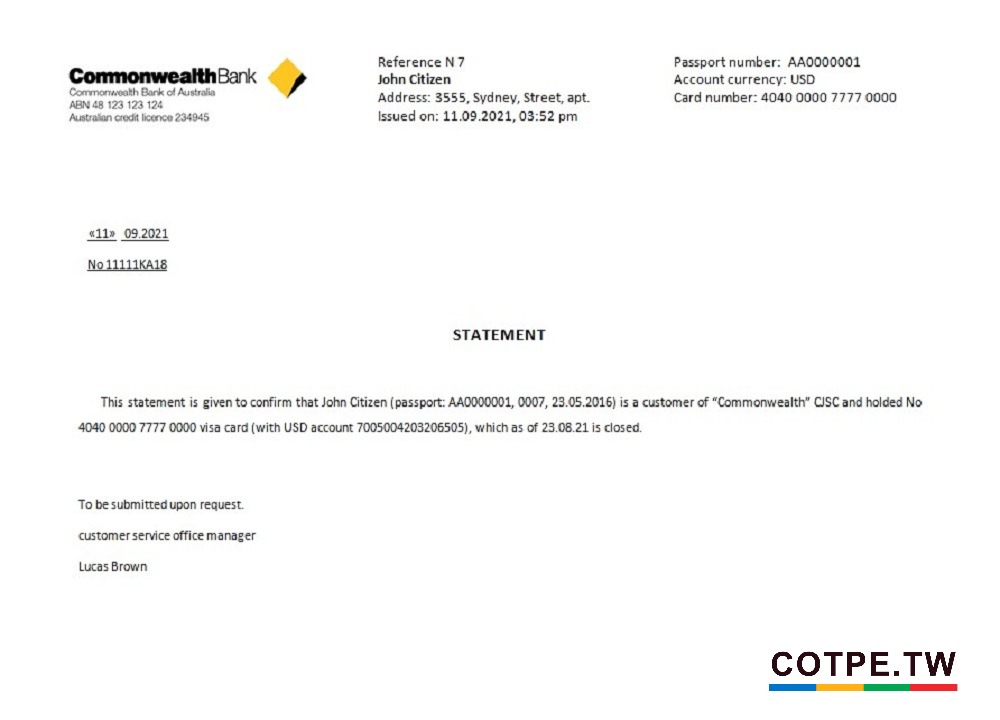 CommonwealthBank
Commonwealth Bank of Australia
ABN 48 123 123 124
Australian credit licence 234945
Reference N 7
John Citizen
Address: 3555, Sydney, Street, apt.
Issued on: 11.09.2021, 03:52 pm
Passport number: AA0000001
Account currency: USD
Card number: 4040 0000 7777 0000
«11» 09.2021
No 11111KA18
STATEMENT
This statement is given to confirm that John Citizen (passport: AA0000001, 0007, 23.05.2016) is a customer of "Commonwealth" CJSC and holded No
4040 0000 7777 0000 visa card (with USD account 7005004203206505), which as of 23.08.21 is closed.
To be submitted upon request.
customer service office manager
Lucas Brown
COTPE.TW